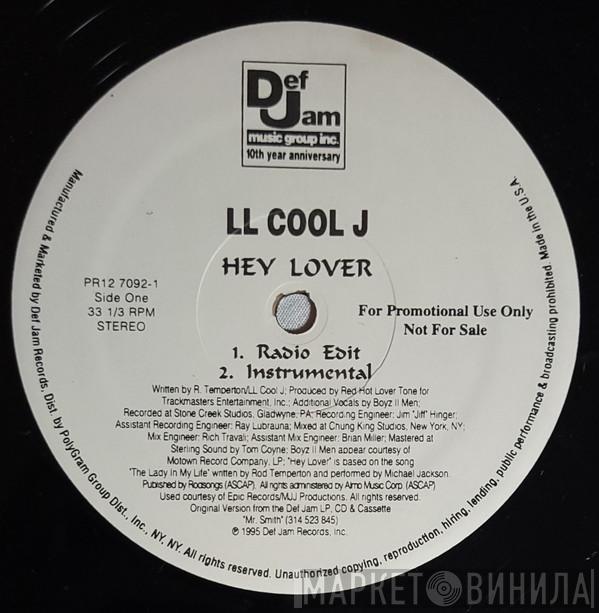 Def
Jam
music group inc.
10th year anniversary
LL COOL J
HEY LOVER
PR12 7092-1
Side One
33 1/3 RPM
STEREO
For Promotional Use Only
Not For Sale
1. Radio Edit
2. Instrumental
Written by R. Temperton/LL Cool J; Produced by Red Hot Lover Tone for
Trackmasters Entertainment, Inc.; Additional Vocals by Boyz II Men;
Recorded at Stone Creek Studios, Gladwyne, PA; Recording Engineer: Jim "Jiff" Hinger;
Assistant Recording Engineer: Ray Lubrauna; Mixed at Chung King Studios, New York, NY;
Mix Engineer: Rich Travali; Assistant Mix Engineer: Brian Miller; Mastered at
Sterling Sound by Tom Coyne; Boyz II Men appear courtesy of
Motown Record Company, LP; "Hey Lover" is based on the song
"The Lady In My Life" written by Rod Temperton and performed by Michael Jackson.
Published by Rodsongs (ASCAP). All rights administered by Almo Music Corp (ASCAP)
Used courtesy of Epic Records/MJJ Productions. All rights reserved.
Original Version from the Def Jam LP, CD & Cassette
"Mr. Smith" (314 523 845)
℗ 1995 Def Jam Records, Inc.
Manufactured & Marketed by Def Jam Records, Dist by PolyGram Group Dist., Inc., NY, NY. All rights reserved. Unauthorized copying, reproduction, hiring, lending, public performance & broadcasting prohibited. Made in the U.S.A.
МАРКЕТ ВИНИЛА